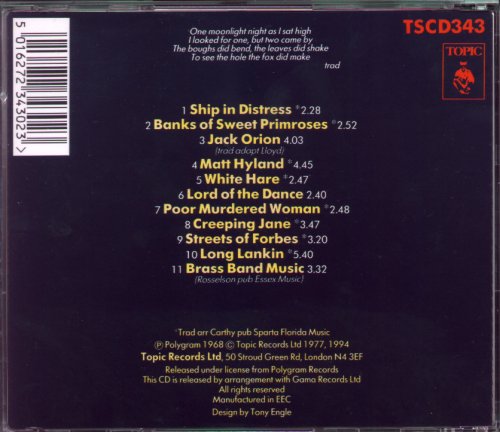 One moonlight night as I sat high
I looked for one, but two came by
The boughs did bend, the leaves did shake
To see the hole the fox did make
trad
TSCD343
TOPIC
5 016272 343023 >
1 Ship in Distress *2.28
2 Banks of Sweet Primroses *2.52
3 Jack Orion 4.03
(trad adapt Lloyd)
4 Matt Hyland *4.45
5 White Hare *2.47
6 Lord of the Dance 2.40
7 Poor Murdered Woman *2.48
8 Creeping Jane *3.47
9 Streets of Forbes *3.20
10 Long Lankin *5.40
11 Brass Band Music 3.32
(Rosselson pub Essex Music)
*Trad arr Carthy pub Sparta Florida Music
Ⓟ Polygram 1968 © Topic Records Ltd 1977, 1994
Topic Records Ltd, 50 Stroud Green Rd, London N4 3EF
Released under license from Polygram Records
This CD is released by arrangement with Gama Records Ltd
All rights reserved
Manufactured in EEC
Design by Tony Engle